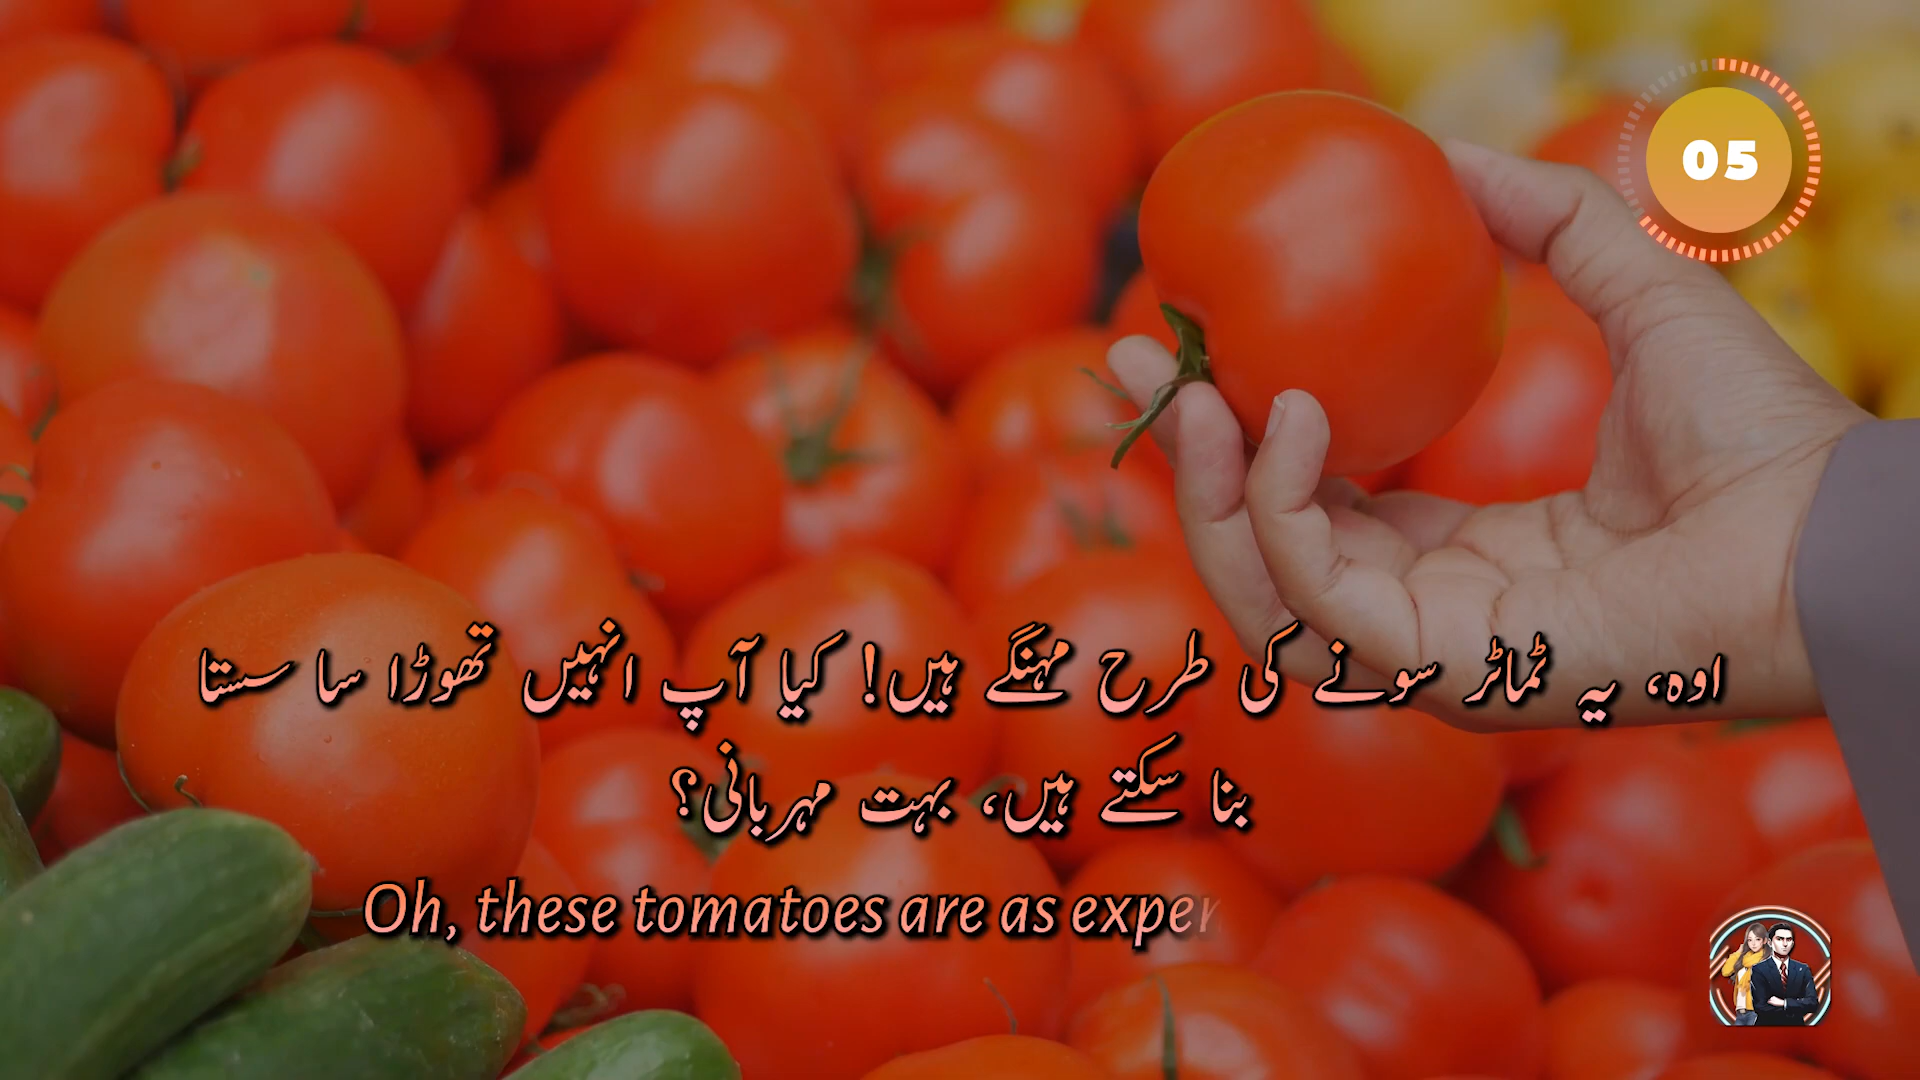 05
اوہ، یہ ٹماٹر سونے کی طرح مہنگے ہیں! کیا آپ انہیں تھوڑا سا سستا
بنا سکتے ہیں، بہت مہربانی؟
Oh, these tomatoes are as exper